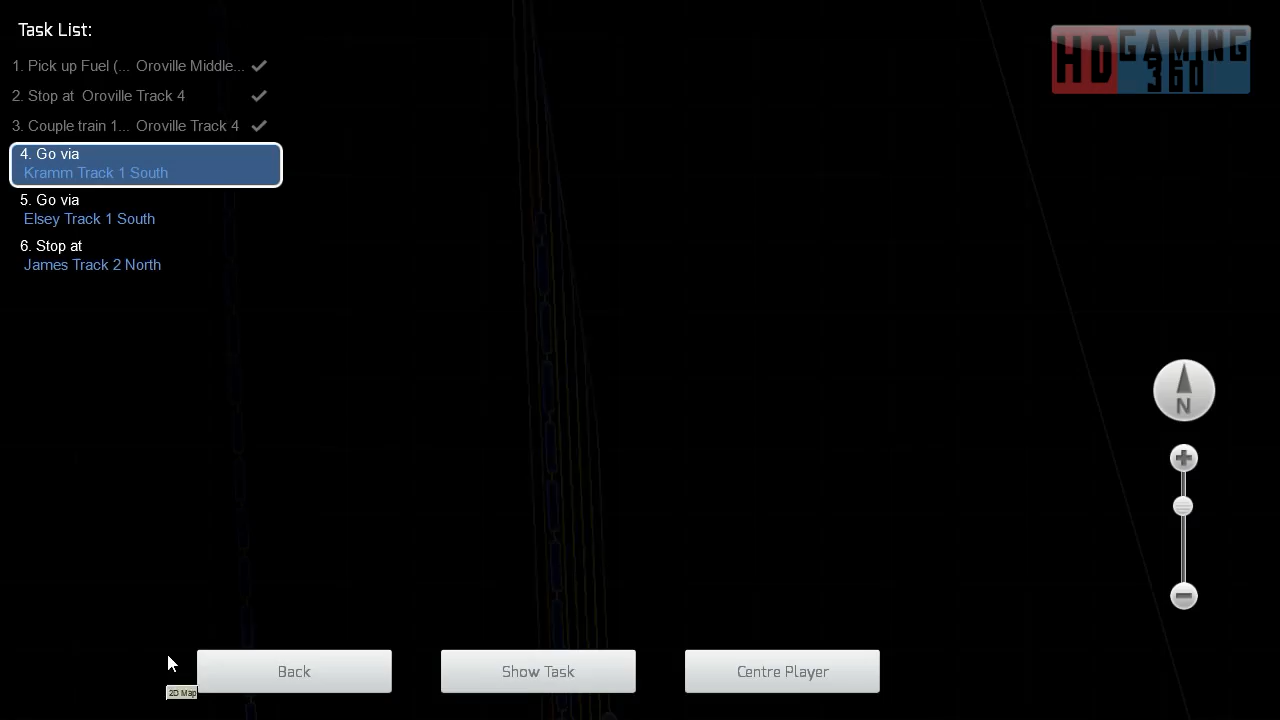 Task List:
1. Pick up Fuel (... Oroville Middle...
2. Stop at Oroville Track 4
3. Couple train 1... Oroville Track 4
4. Go via
Kramm Track 1 South
5. Go via
Elsey Track 1 South
6. Stop at
James Track 2 North
HD GAMING
360
N
Back
Show Task
Centre Player
2D Map